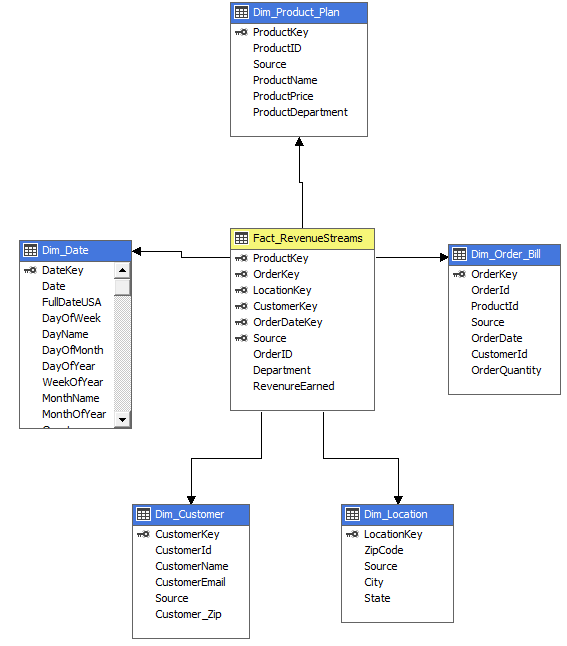 Dim_Product_Plan
ProductKey
ProductID
Source
ProductName
ProductPrice
ProductDepartment
Fact_RevenueStreams
ProductKey
OrderKey
LocationKey
CustomerKey
OrderDateKey
Source
OrderID
Department
RevenureEarned
Dim_Date
DateKey
Date
FullDateUSA
DayOfWeek
DayName
DayOfMonth
DayOfYear
WeekOfYear
MonthName
MonthOfYear
Dim_Order_Bill
OrderKey
OrderId
ProductId
Source
OrderDate
CustomerId
OrderQuantity
Dim_Customer
CustomerKey
CustomerId
CustomerName
CustomerEmail
Source
Customer_Zip
Dim_Location
LocationKey
ZipCode
Source
City
State